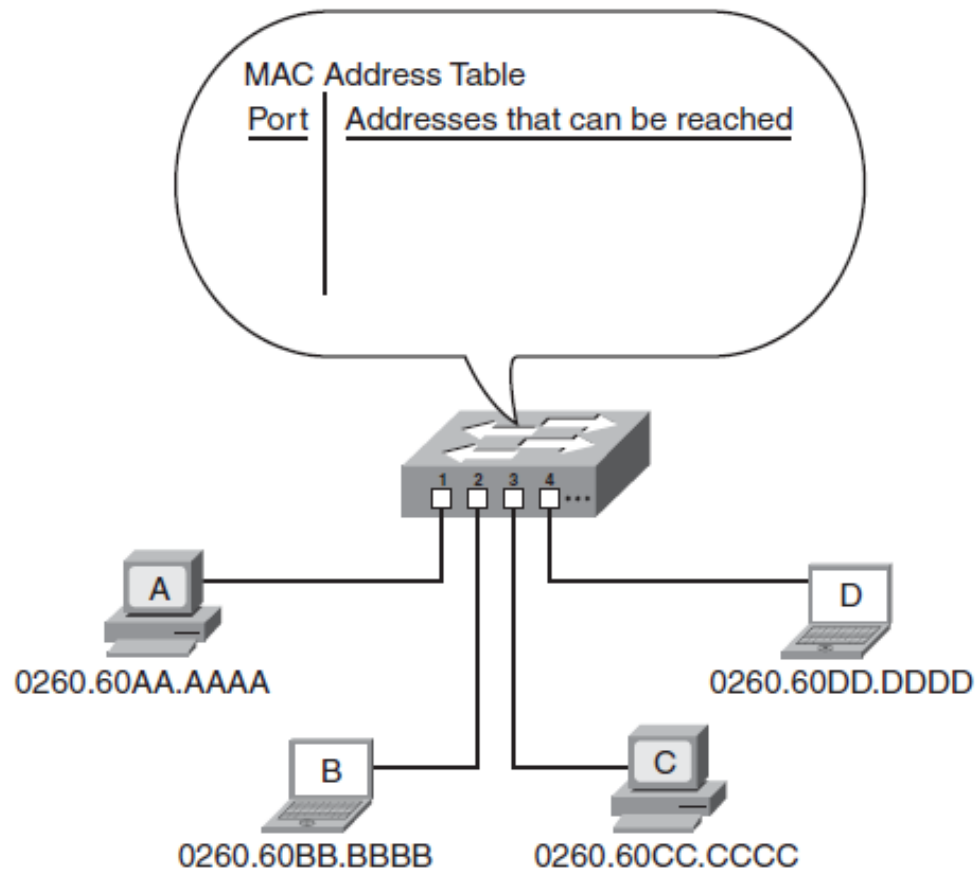 MAC Address Table
Port Addresses that can be reached
1 2 3 4 ...
A
D
0260.60AA.AAAA
0260.60DD.DDDD
B
C
0260.60BB.BBBB
0260.60CC.CCCC